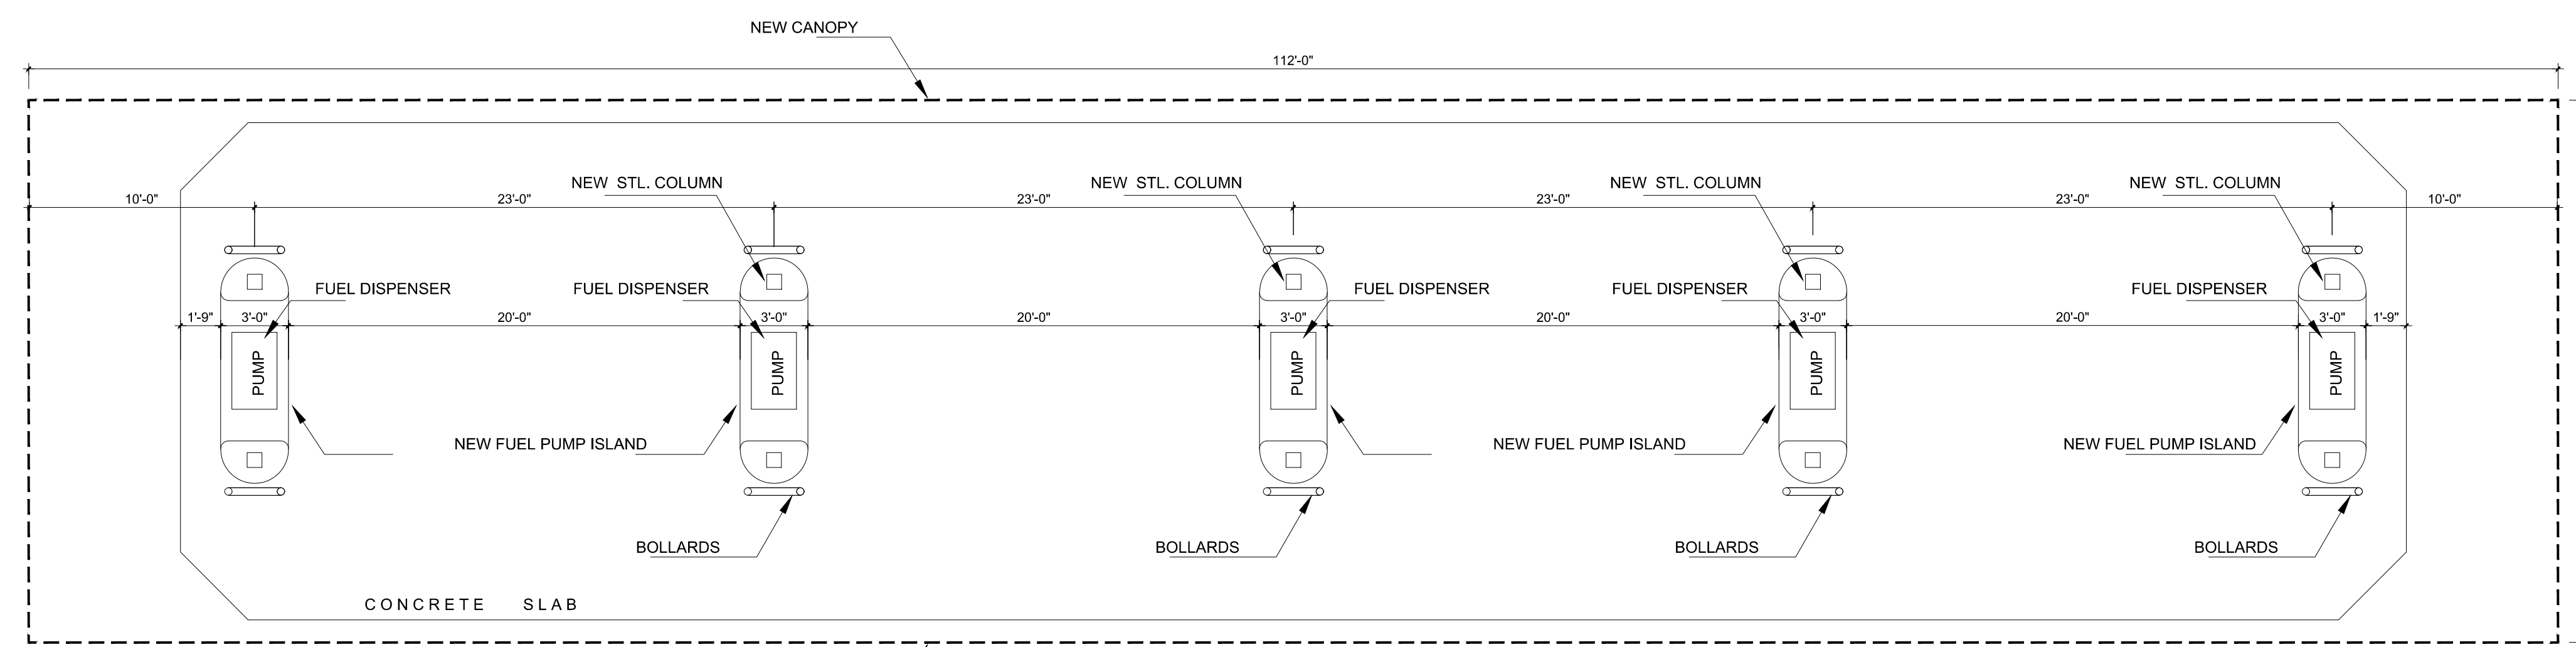 NEW CANOPY
112'-0"
NEW STL. COLUMN NEW STL. COLUMN NEW STL. COLUMN NEW STL. COLUMN
10'-0" 23'-0" 23'-0" 23'-0" 23'-0" 10'-0"
FUEL DISPENSER FUEL DISPENSER FUEL DISPENSER FUEL DISPENSER FUEL DISPENSER
1'-9" 3'-0" 20'-0" 3'-0" 20'-0" 3'-0" 20'-0" 3'-0" 20'-0" 3'-0" 1'-9"
PUMP PUMP PUMP PUMP PUMP
NEW FUEL PUMP ISLAND NEW FUEL PUMP ISLAND NEW FUEL PUMP ISLAND
BOLLARDS BOLLARDS BOLLARDS BOLLARDS
CONCRETE SLAB